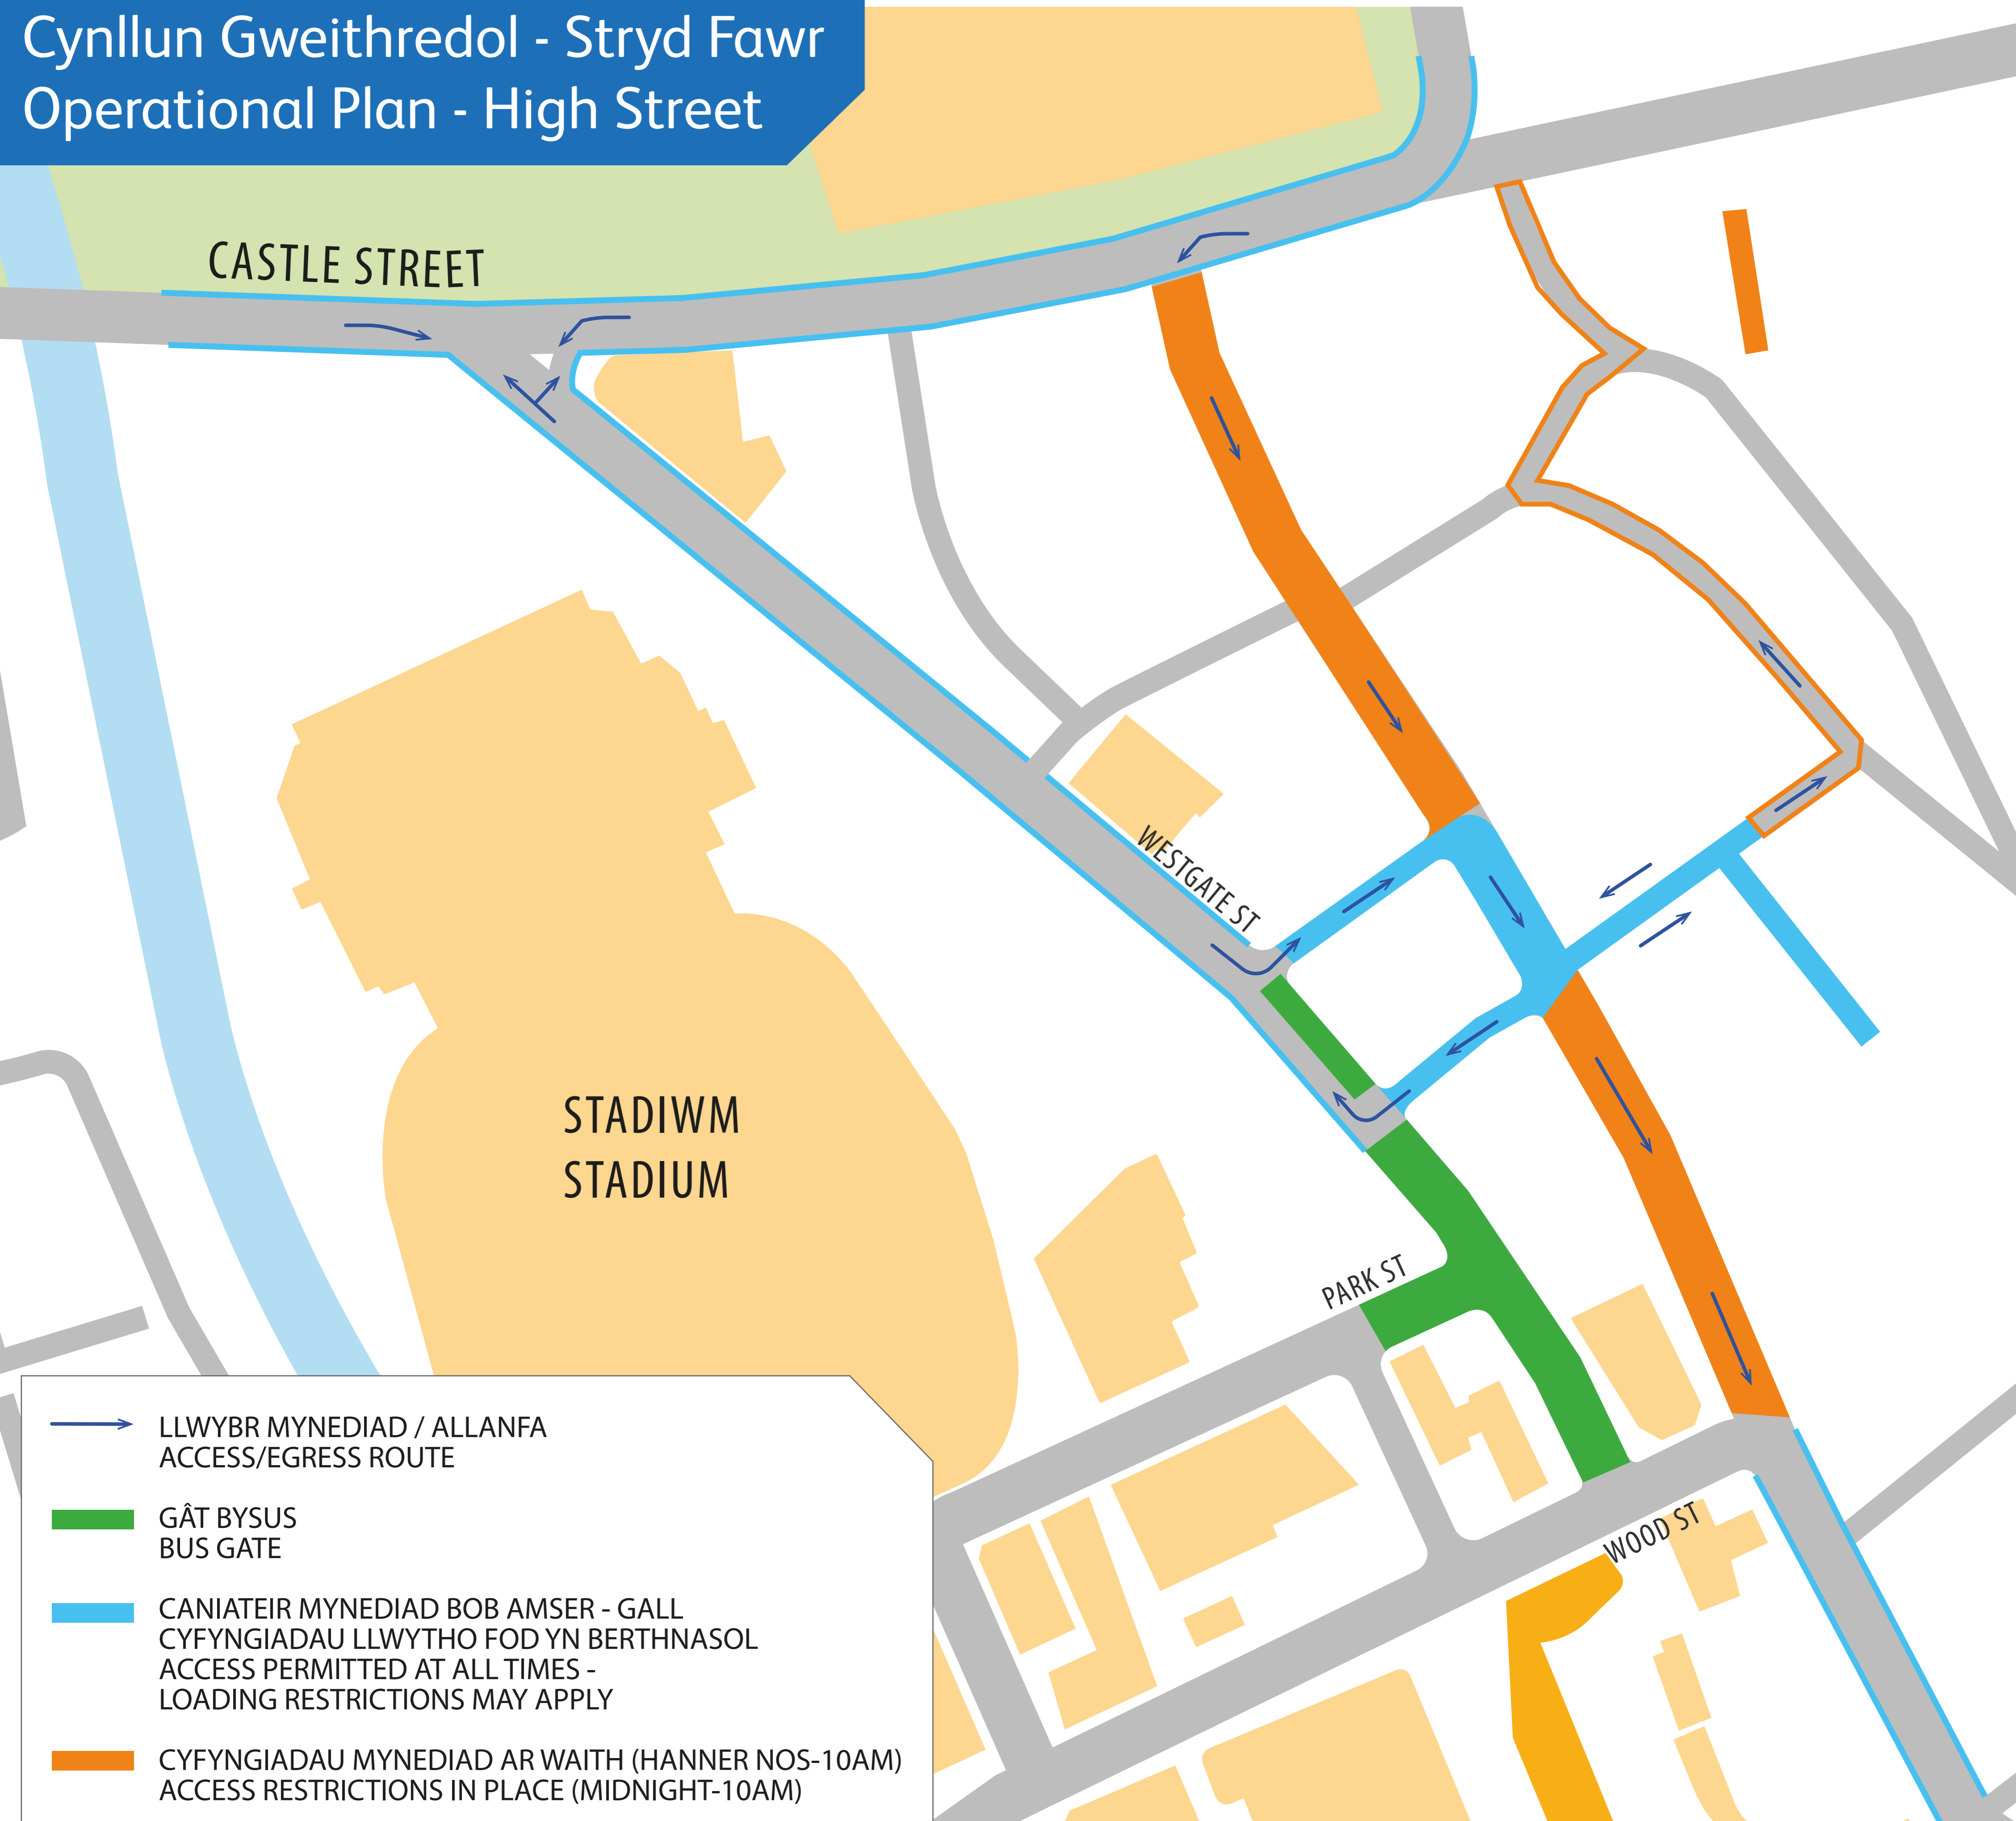 Cynllun Gweithredol - Stryd Fawr
Operational Plan - High Street
CASTLE STREET
WESTGATE ST
STADIWM
STADIUM
PARK ST
WOOD ST
LLWYBR MYNEDIAD / ALLANFA
ACCESS/EGRESS ROUTE
GÂT BYSUS
BUS GATE
CANIATEIR MYNEDIAD BOB AMSER - GALL
CYFYNGIADAU LLWYTHO FOD YN BERTHNASOL
ACCESS PERMITTED AT ALL TIMES -
LOADING RESTRICTIONS MAY APPLY
CYFYNGIADAU MYNEDIAD AR WAITH (HANNER NOS-10AM)
ACCESS RESTRICTIONS IN PLACE (MIDNIGHT-10AM)